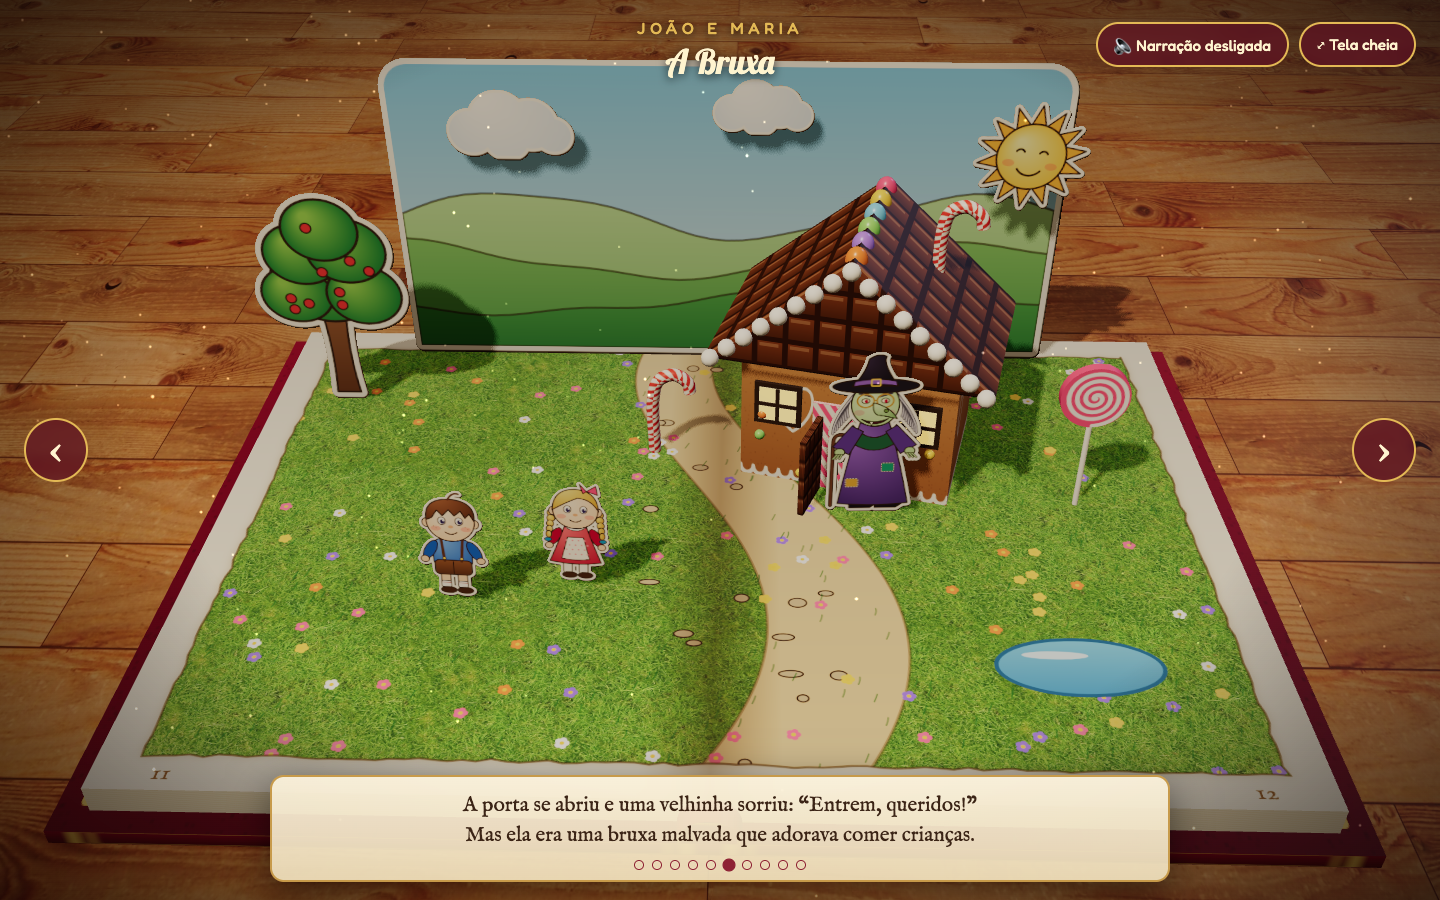 JOÃO E MARIA
A Bruxa
Narração desligada
Tela cheia
11
12
A porta se abriu e uma velhinha sorriu: “Entrem, queridos!”
Mas ela era uma bruxa malvada que adorava comer crianças.